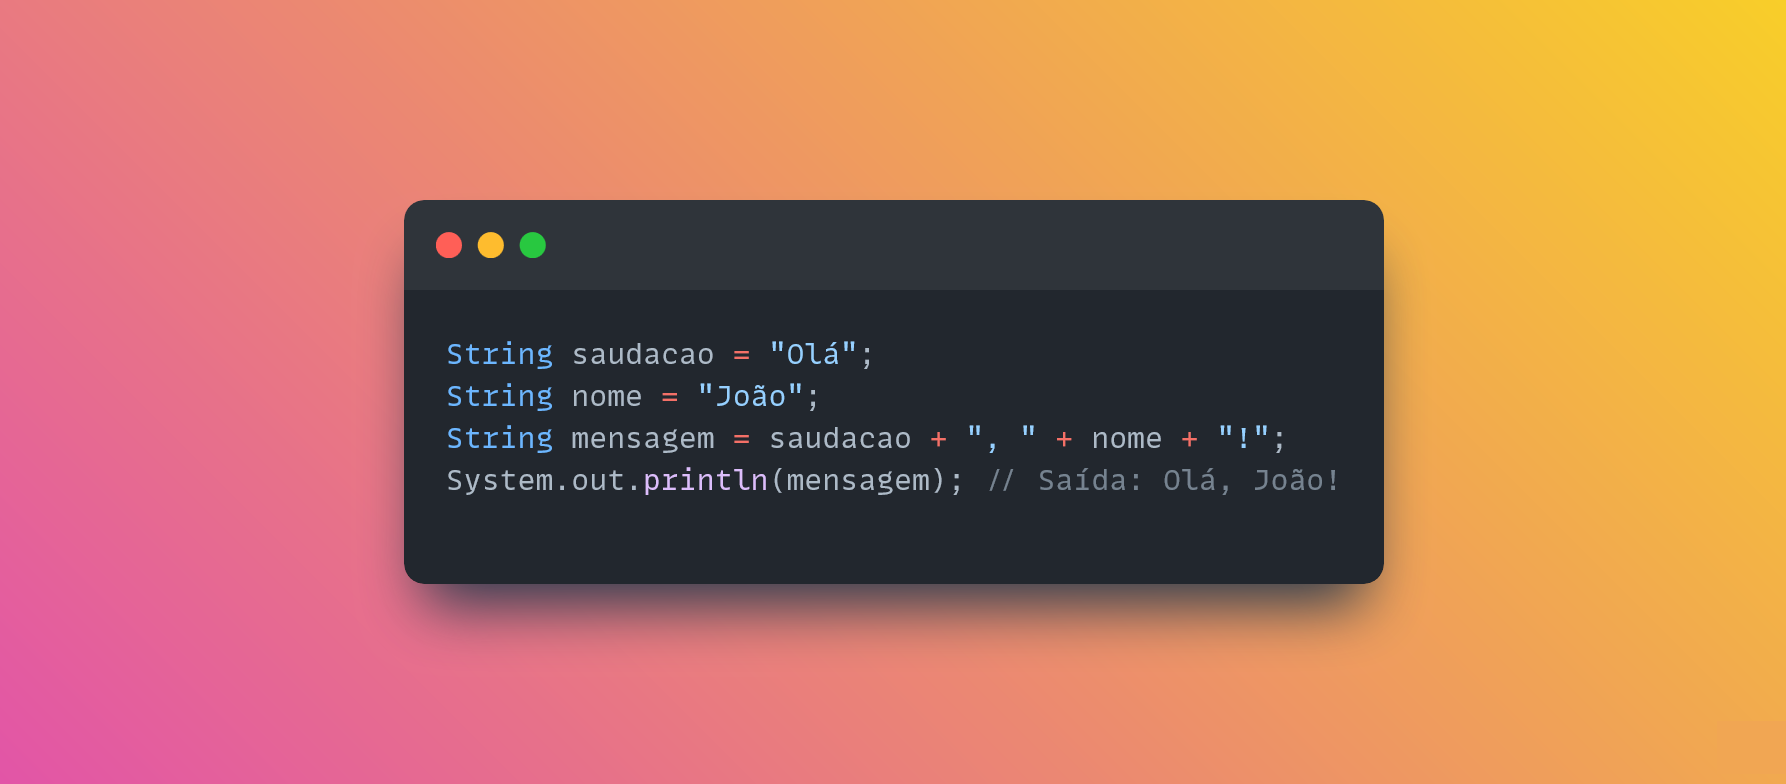 String saudacao = "Olá";
String nome = "João";
String mensagem = saudacao + ", " + nome + "!";
System.out.println(mensagem); // Saída: Olá, João!